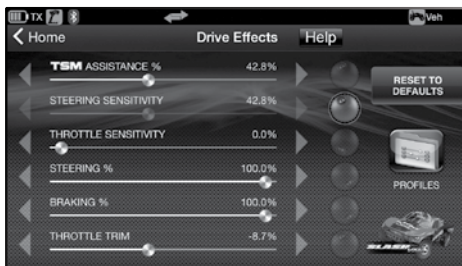 TX
Veh
Home
Drive Effects
Help
TSM ASSISTANCE % 42.8%
STEERING SENSITIVITY 42.8%
THROTTLE SENSITIVITY 0.0%
STEERING % 100.0%
BRAKING % 100.0%
THROTTLE TRIM -8.7%
RESET TO
DEFAULTS
PROFILES
SLASH